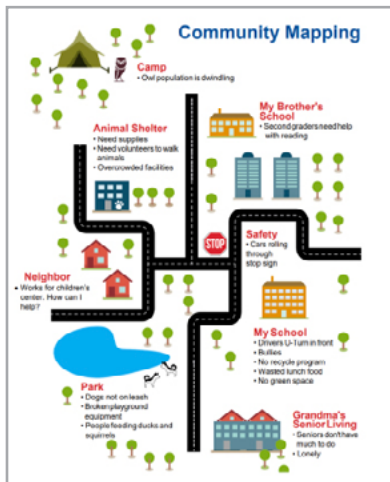 Community Mapping
Camp
• Owl population is dwindling
My Brother's
School
• Second graders need help
with reading
Animal Shelter
• Need supplies
• Need volunteers to walk
animals
• Overcrowded facilities
STOP
Safety
• Cars rolling
through
stop sign
Neighbor
• Works for children's
center. How can I
help?
My School
• Drivers U-Turn in front
• Bullies
• No recycle program
• Wasted lunch food
• No green space
Park
• Dogs not on leash
• Broken playground
equipment
• People feeding ducks and
squirrels
Grandma's
Senior Living
• Seniors don't have
much to do
• Lonely